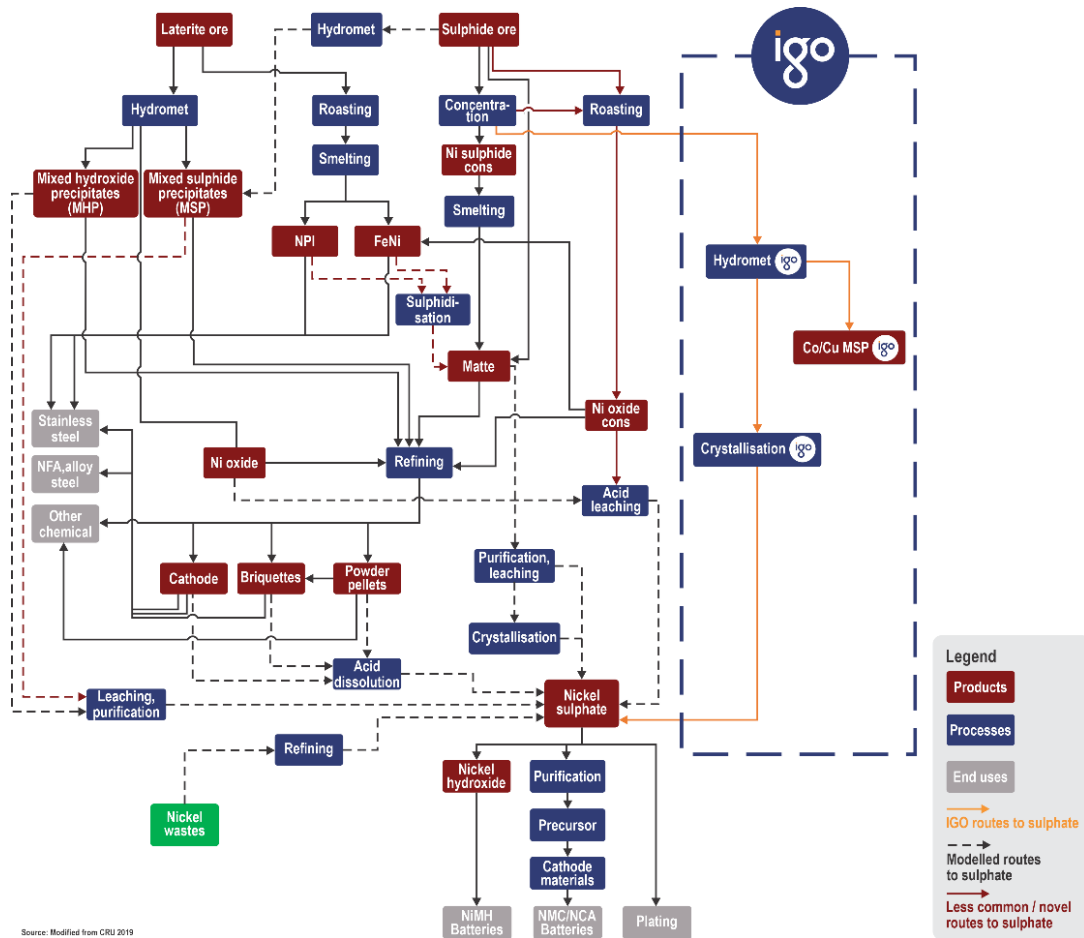 Laterite ore
Hydromet
Sulphide ore
igo
Hydromet
Roasting
Concentra-
tion
Roasting
Smelting
Ni sulphide
cons
Mixed hydroxide
precipitates
(MHP)
Mixed sulphide
precipitates
(MSP)
Smelting
NPI
FeNi
Hydromet igo
Sulphidi-
sation
Co/Cu MSP igo
Matte
Stainless
steel
Ni oxide
cons
NFA,alloy
steel
Ni oxide
Refining
Crystallisation igo
Acid
leaching
Other
chemical
Purification,
leaching
Cathode
Briquettes
Powder
pellets
Crystallisation
Leaching,
purification
Acid
dissolution
Nickel
sulphate
Refining
Nickel
hydroxide
Purification
Nickel
wastes
Precursor
Cathode
materials
NiMH
Batteries
NMC/NCA
Batteries
Plating
Legend
Products
Processes
End uses
IGO routes to sulphate
Modelled routes
to sulphate
Less common / novel
routes to sulphate
Source: Modified from CRU 2019